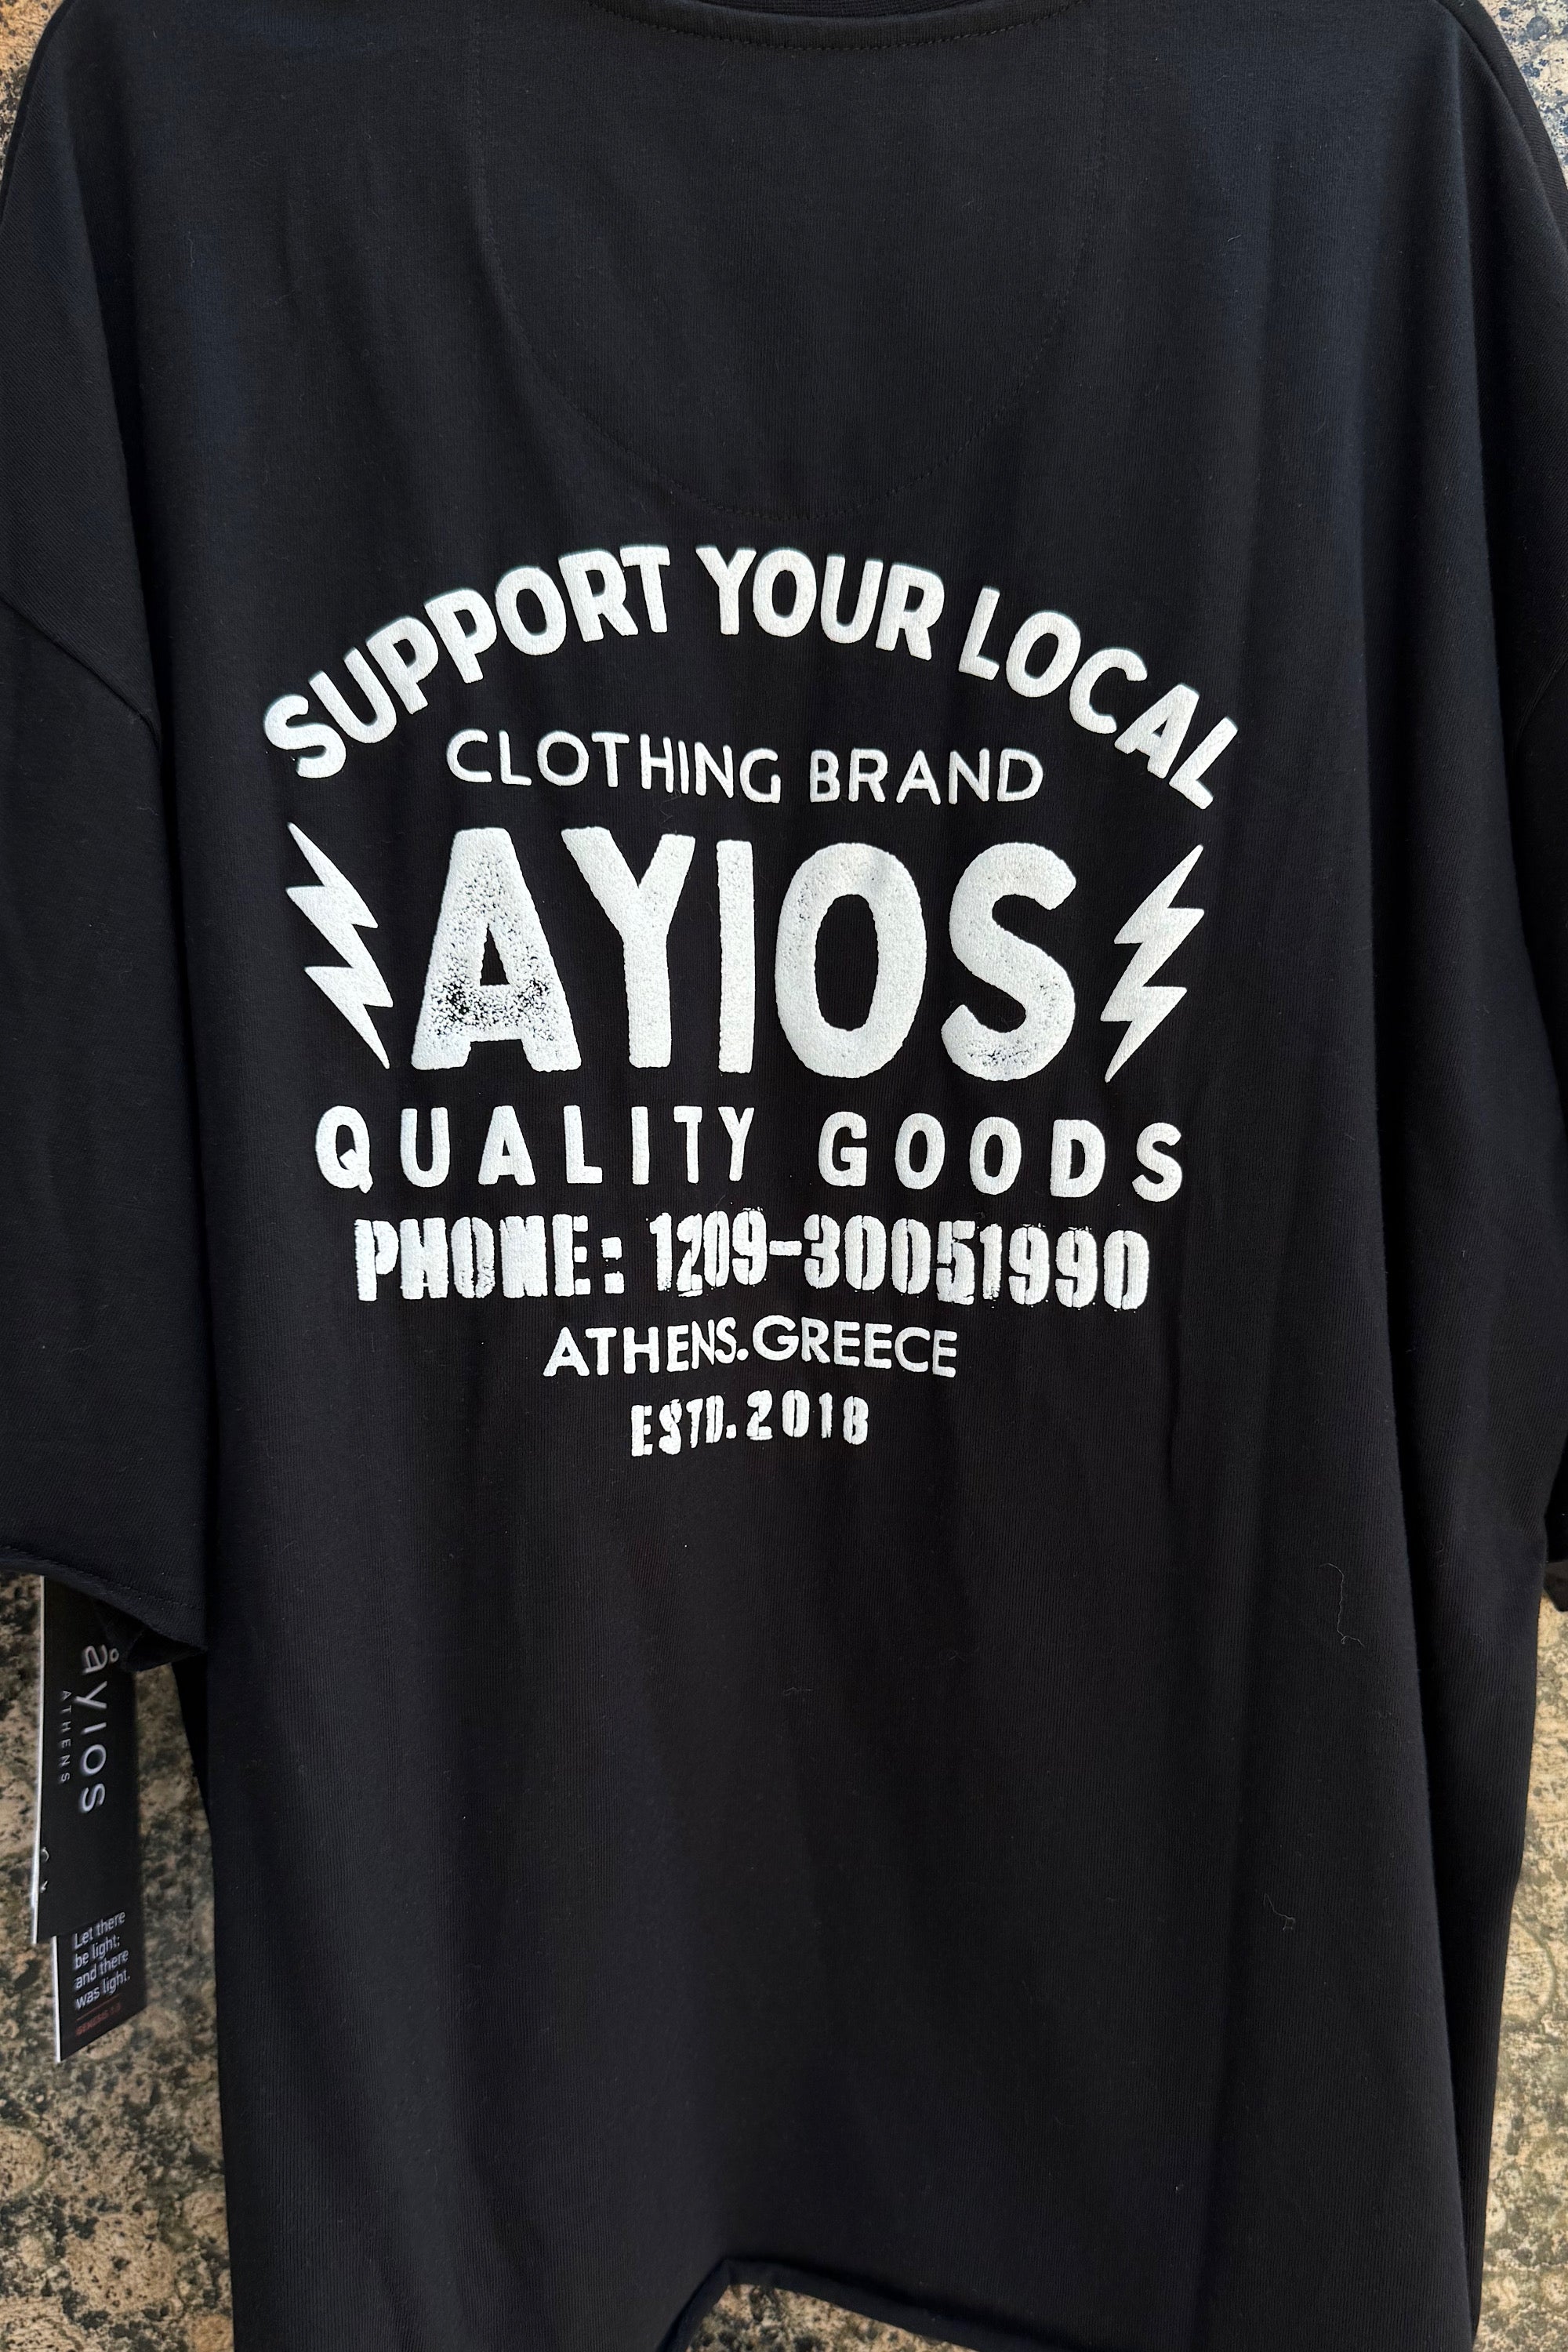 SUPPORT YOUR LOCAL
CLOTHING BRAND
AYIOS
QUALITY GOODS
PHONE: 1209-30051990
ATHENS.GREECE
ESTD.2018
ayios
ATHENS
Let there
be light;
and there
was light.